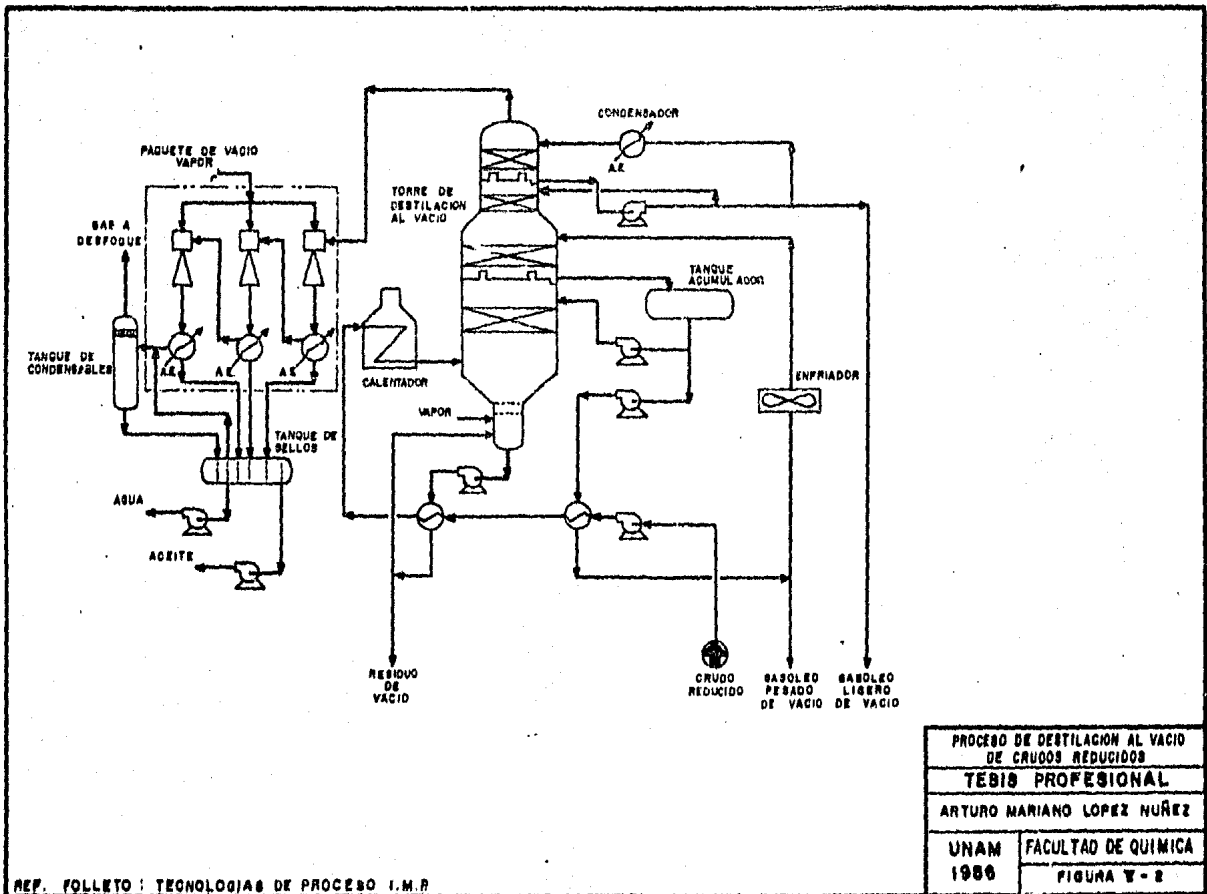 CONDENSADOR
A.E.
PAQUETE DE VACIO
VAPOR
TORRE DE
DESTILACION
AL VACIO
GAS A
DESFOQUE
TANQUE
ACUMULADOR
TANQUE DE
CONDENSABLES
A.E.
A.E.
CALENTADOR
ENFRIADOR
VAPOR
TANQUE DE
SELLOS
AGUA
ACEITE
RESIDUO
DE
VACIO
CRUDO
REDUCIDO
GASOLEO
PESADO
DE VACIO
GASOLEO
LIGERO
DE VACIO
PROCESO DE DESTILACION AL VACIO
DE CRUDOS REDUCIDOS
TESIS PROFESIONAL
ARTURO MARIANO LOPEZ NUÑEZ
UNAM
1986
FACULTAD DE QUIMICA
FIGURA V - 2
REF. FOLLETO : TECNOLOGIAS DE PROCESO I.M.P.